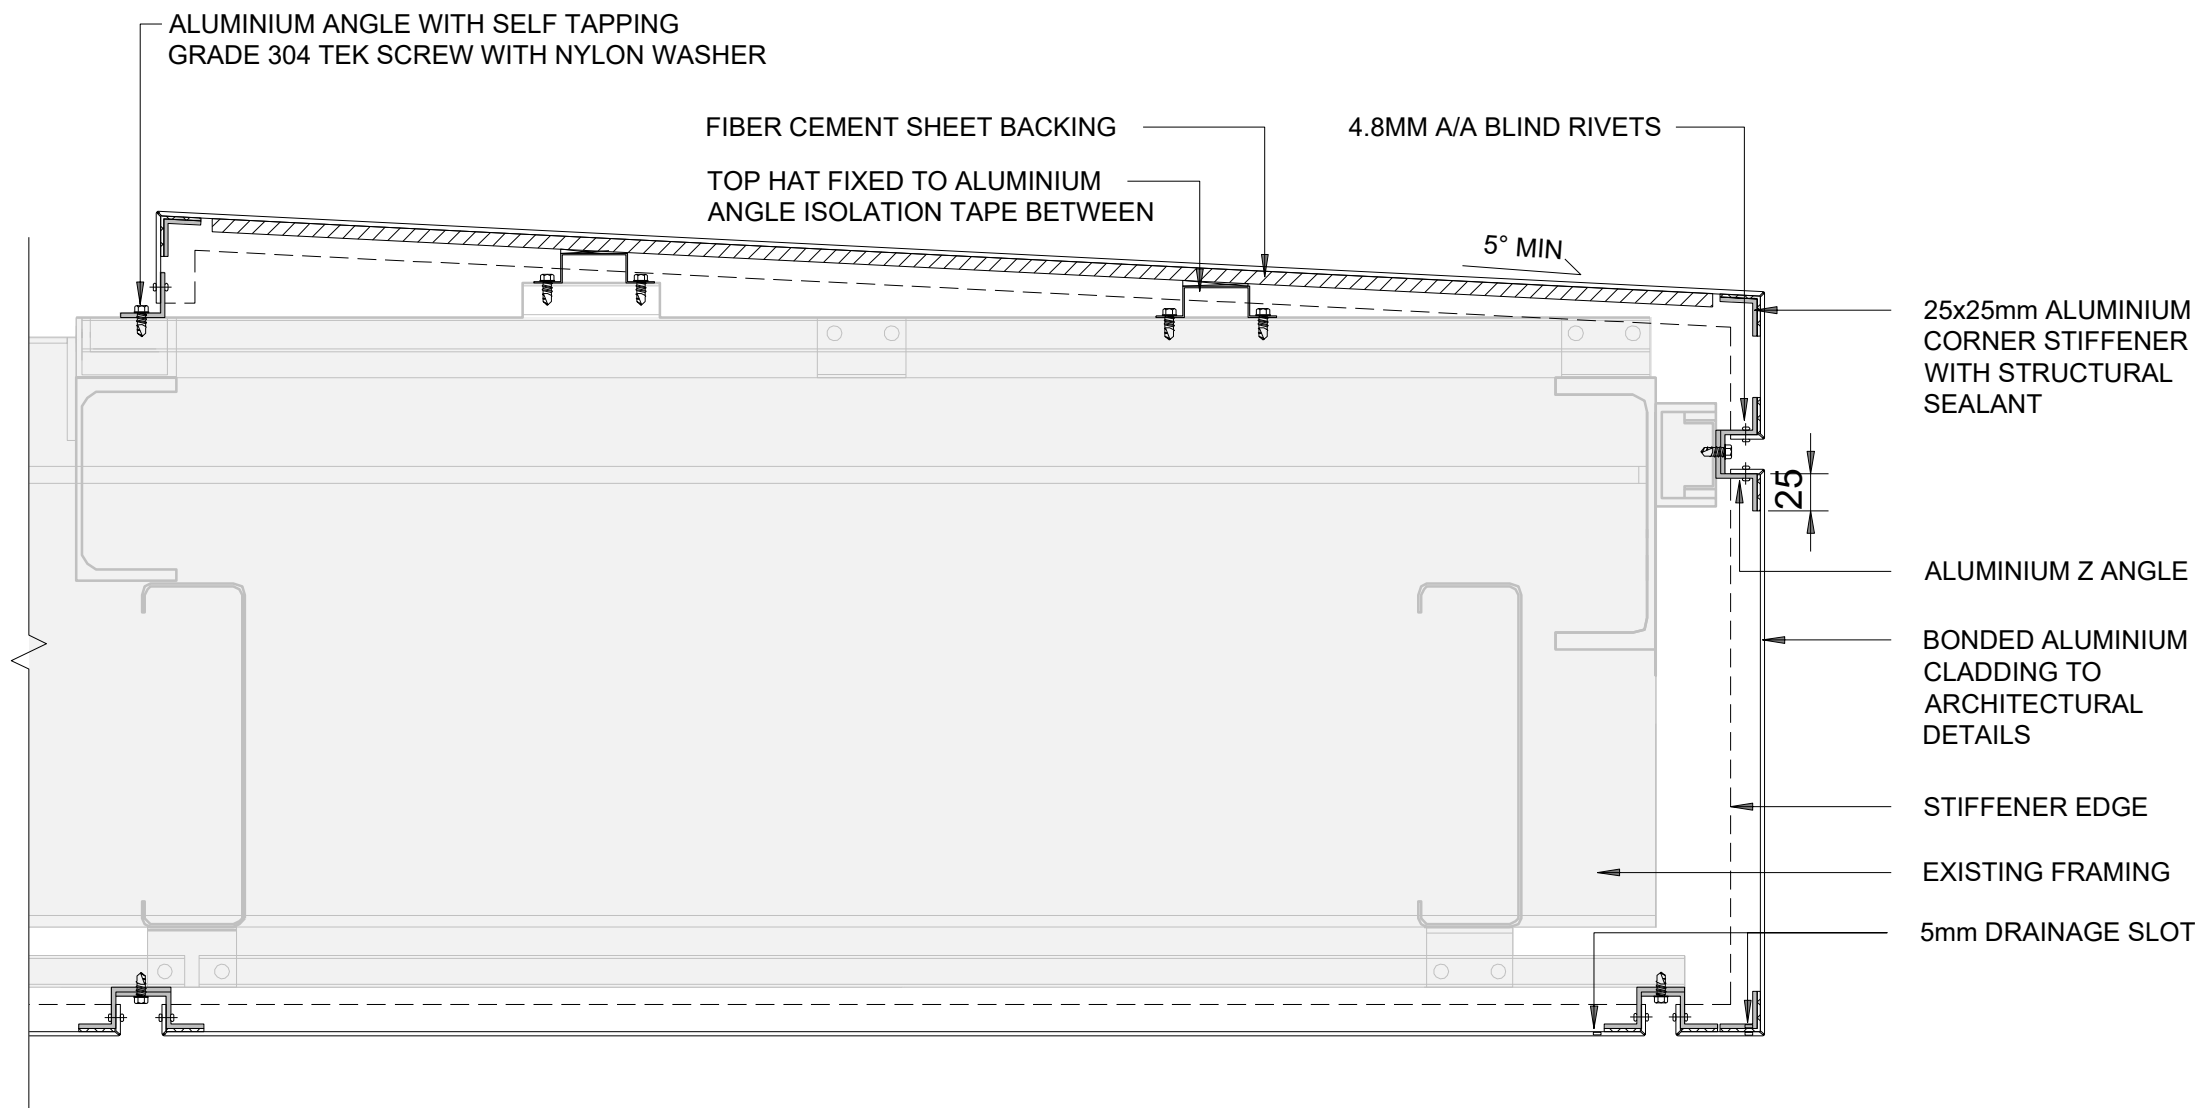 ALUMINIUM ANGLE WITH SELF TAPPING
GRADE 304 TEK SCREW WITH NYLON WASHER
FIBER CEMENT SHEET BACKING
4.8MM A/A BLIND RIVETS
TOP HAT FIXED TO ALUMINIUM
ANGLE ISOLATION TAPE BETWEEN
5° MIN
25x25mm ALUMINIUM
CORNER STIFFENER
WITH STRUCTURAL
SEALANT
25
ALUMINIUM Z ANGLE
BONDED ALUMINIUM
CLADDING TO
ARCHITECTURAL
DETAILS
STIFFENER EDGE
EXISTING FRAMING
5mm DRAINAGE SLOT